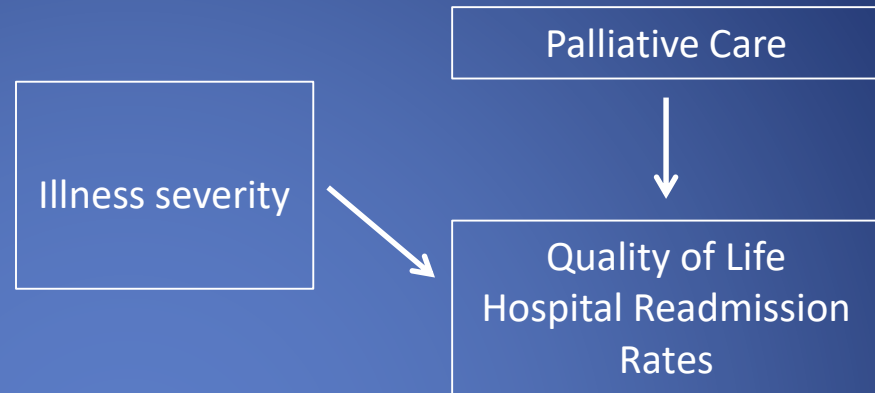 Palliative Care
Illness severity
Quality of Life
Hospital Readmission
Rates